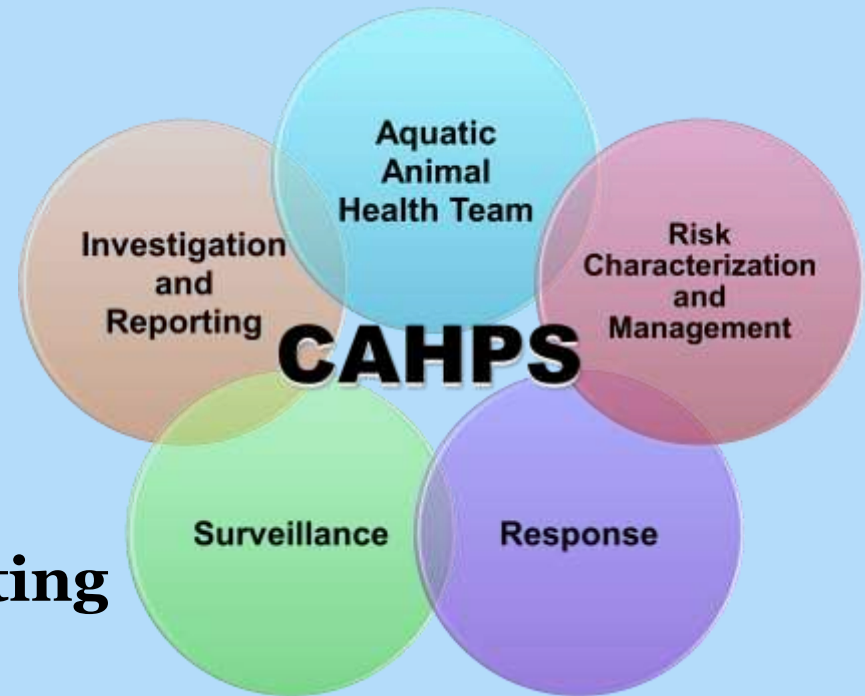 Aquatic
Animal
Health Team
Investigation
and
Reporting
Risk
Characterization
and
Management
CAHPS
Surveillance
Response